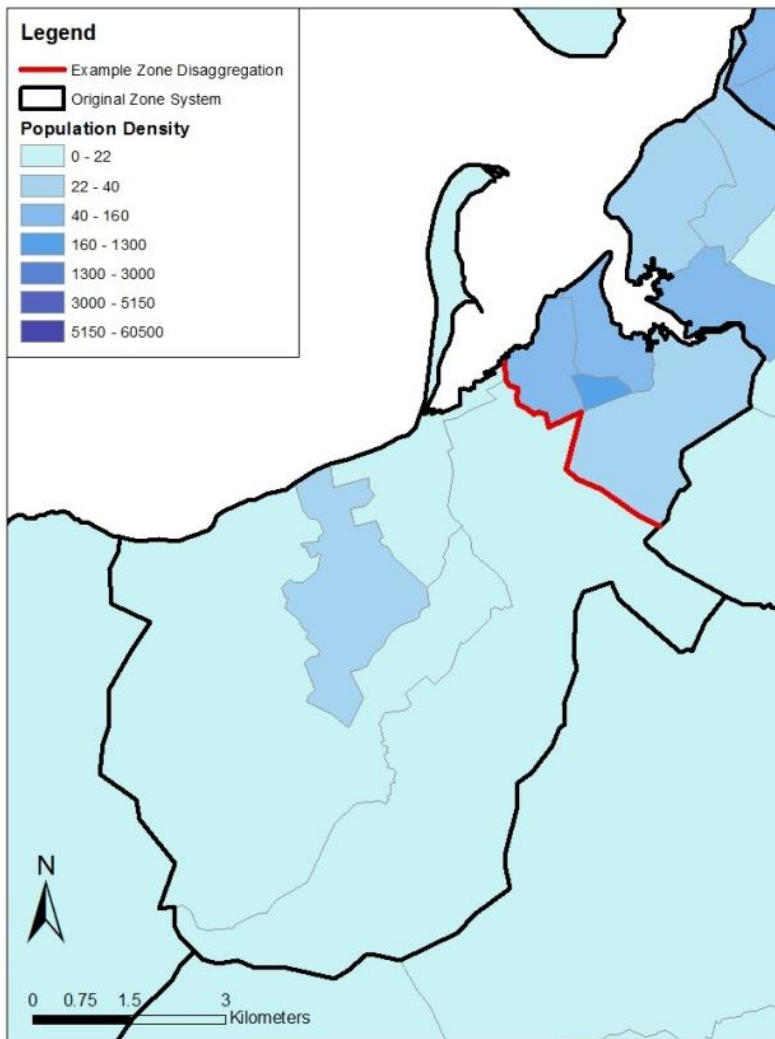 Legend
Example Zone Disaggregation
Original Zone System
Population Density
0 - 22
22 - 40
40 - 160
160 - 1300
1300 - 3000
3000 - 5150
5150 - 60500
N
0 0.75 1.5 3
Kilometers